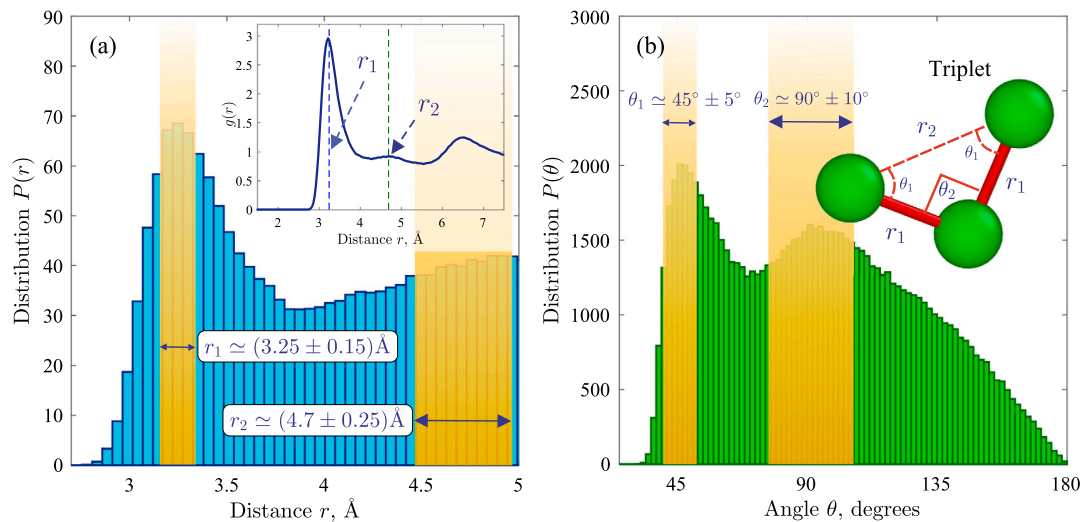 (a)
Distribution P(r)
90
80
70
60
50
40
30
20
10
0
3
3.5
4
4.5
5
Distance r, Å
r₁ ≃ (3.25 ± 0.15)Å
r₂ ≃ (4.7 ± 0.25)Å
g(r)
3
2.5
2
1.5
1
0.5
0
2
3
4
5
6
7
Distance r, Å
r₁
r₂
(b)
Distribution P(θ)
3000
2500
2000
1500
1000
500
0
45
90
135
180
Angle θ, degrees
θ₁ ≃ 45° ± 5°
θ₂ ≃ 90° ± 10°
Triplet
r₂
θ₁
θ₁
θ₂
r₁
r₁